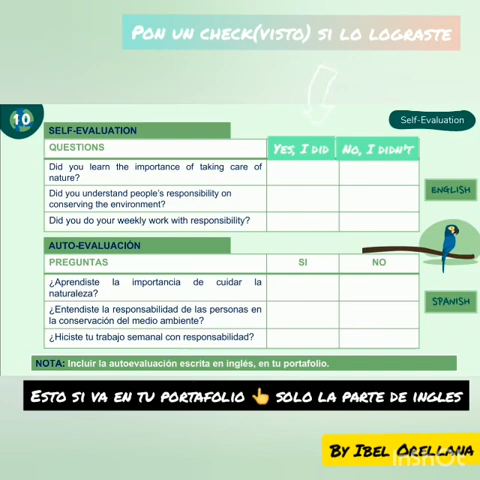 Pon un check(visto) si lo lograste
10
Self-Evaluation
SELF-EVALUATION
QUESTIONS
Yes, I did
No, I didn't
Did you learn the importance of taking care of
nature?
Did you understand people's responsibility on
conserving the environment?
Did you do your weekly work with responsibility?
ENGLISH
AUTO-EVALUACIÓN
PREGUNTAS
SI
NO
¿Aprendiste la importancia de cuidar la
naturaleza?
¿Entendiste la responsabilidad de las personas en
la conservación del medio ambiente?
¿Hiciste tu trabajo semanal con responsabilidad?
SPANISH
NOTA: Incluir la autoevaluación escrita en inglés, en tu portafolio.
Esto si va en tu portafolio 👆 solo la parte de ingles
By Ibel Orellana
InShOt